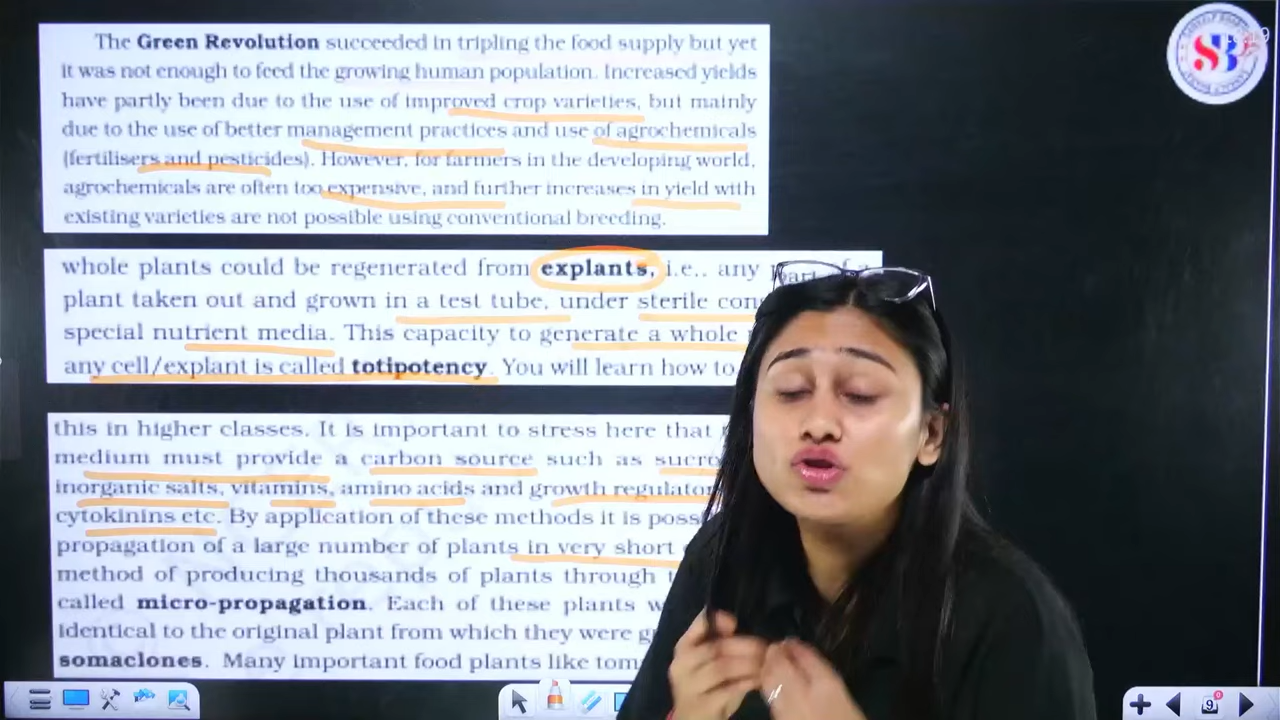 The Green Revolution succeeded in tripling the food supply but yet
it was not enough to feed the growing human population. Increased yields
have partly been due to the use of improved crop varieties, but mainly
due to the use of better management practices and use of agrochemicals
(fertilisers and pesticides). However, for farmers in the developing world,
agrochemicals are often too expensive, and further increases in yield with
existing varieties are not possible using conventional breeding.
whole plants could be regenerated from explants, i.e., any part of a
plant taken out and grown in a test tube, under sterile
special nutrient media. This capacity to generate a whole
any cell/explant is called totipotency. You will learn how to
this in higher classes. It is important to stress here that
medium must provide a carbon source such as
inorganic salts, vitamins, amino acids and growth
cytokinins etc. By application of these methods it is
propagation of a large number of plants in very short
method of producing thousands of plants through
called micro-propagation. Each of these plants
identical to the original plant from which they were
somaclones. Many important food plants like
SB
9